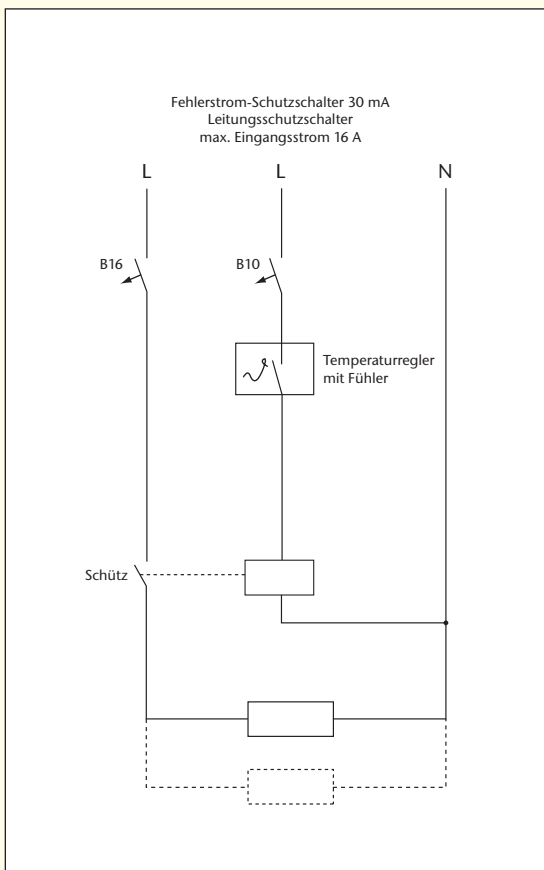 Fehlerstrom-Schutzschalter 30 mA
Leitungsschutzschalter
max. Eingangsstrom 16 A
L L N
B16 B10
Temperaturregler
mit Fühler
Schütz